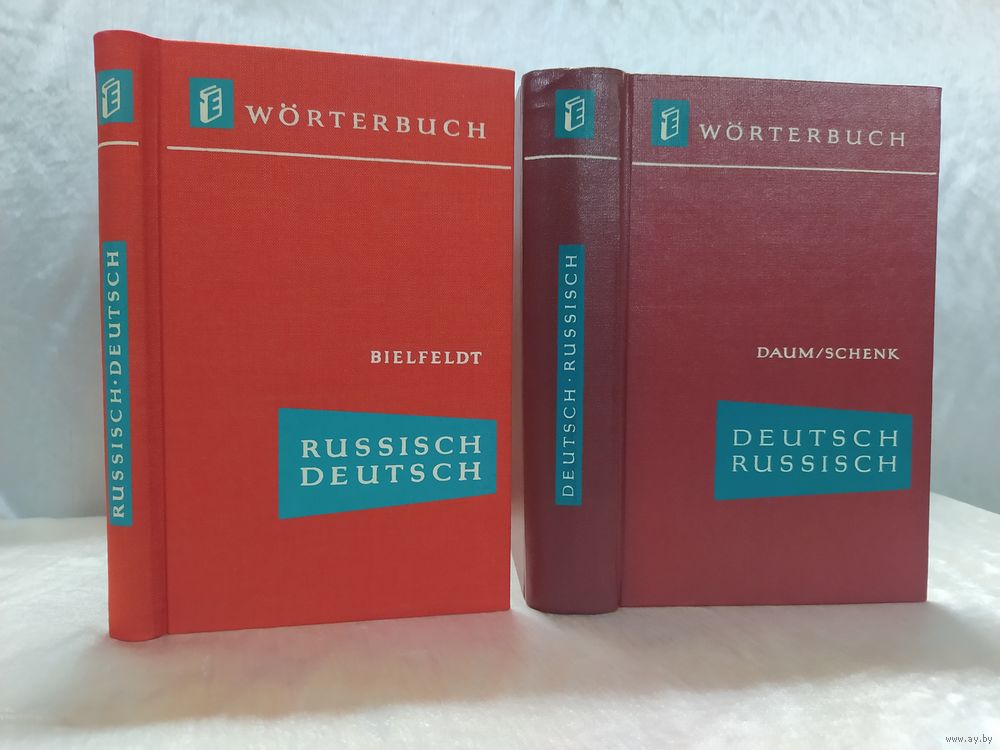 WÖRTERBUCH
BIELFELDT
RUSSISCH
DEUTSCH
RUSSISCH · DEUTSCH
WÖRTERBUCH
DAUM/SCHENK
DEUTSCH
RUSSISCH
DEUTSCH · RUSSISCH
www.ay.by